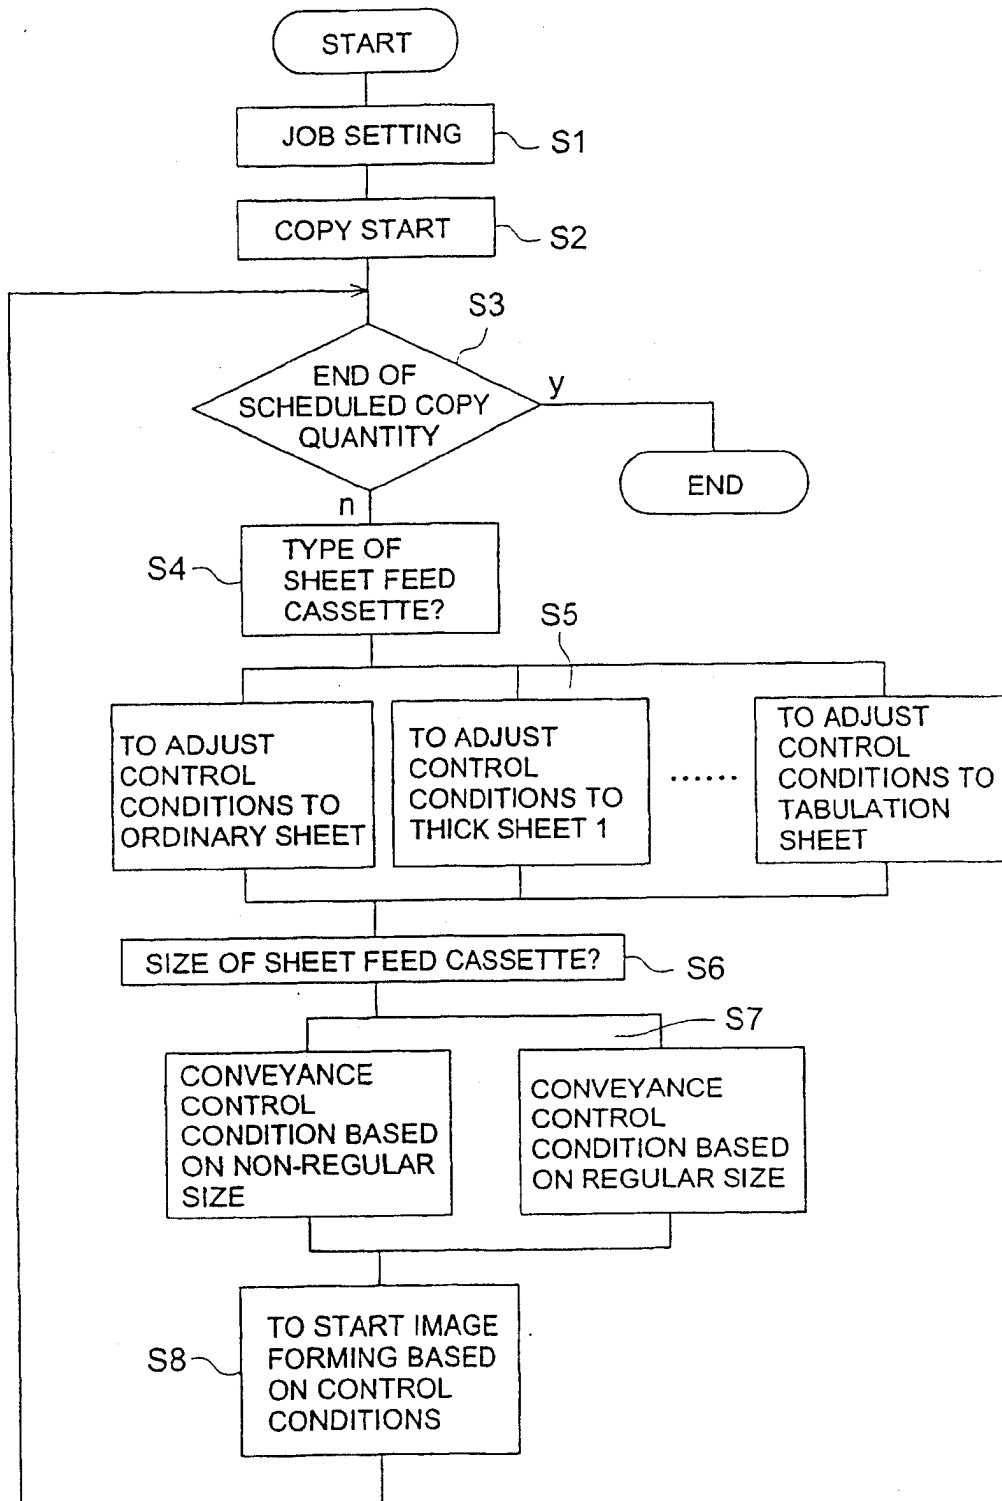 START
JOB SETTING
S1
COPY START
S2
S3
END OF
SCHEDULED COPY
QUANTITY
y
END
n
S4
TYPE OF
SHEET FEED
CASSETTE?
S5
TO ADJUST
CONTROL
CONDITIONS TO
ORDINARY SHEET
TO ADJUST
CONTROL
CONDITIONS TO
THICK SHEET 1
······
TO ADJUST
CONTROL
CONDITIONS TO
TABULATION
SHEET
SIZE OF SHEET FEED CASSETTE?
S6
S7
CONVEYANCE
CONTROL
CONDITION BASED
ON NON-REGULAR
SIZE
CONVEYANCE
CONTROL
CONDITION BASED
ON REGULAR SIZE
S8
TO START IMAGE
FORMING BASED
ON CONTROL
CONDITIONS